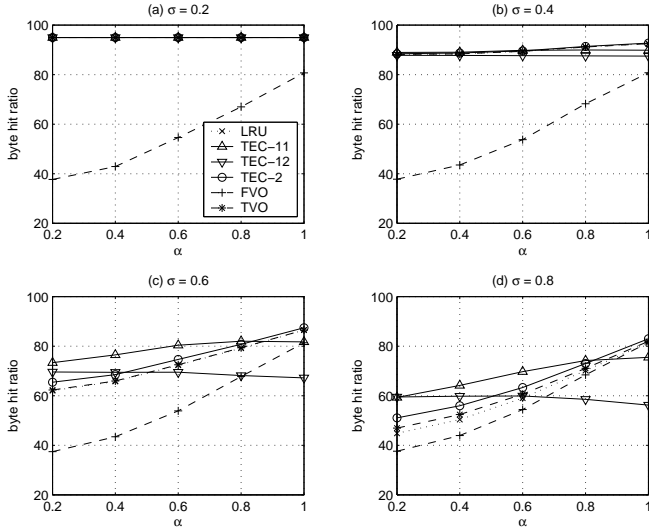 (a) σ = 0.2
100
80
60
40
20
byte hit ratio
0.2 0.4 0.6 0.8 1
α
LRU
TEC−11
TEC−12
TEC−2
FVO
TVO
(b) σ = 0.4
100
80
60
40
20
byte hit ratio
0.2 0.4 0.6 0.8 1
α
(c) σ = 0.6
100
80
60
40
20
byte hit ratio
0.2 0.4 0.6 0.8 1
α
(d) σ = 0.8
100
80
60
40
20
byte hit ratio
0.2 0.4 0.6 0.8 1
α